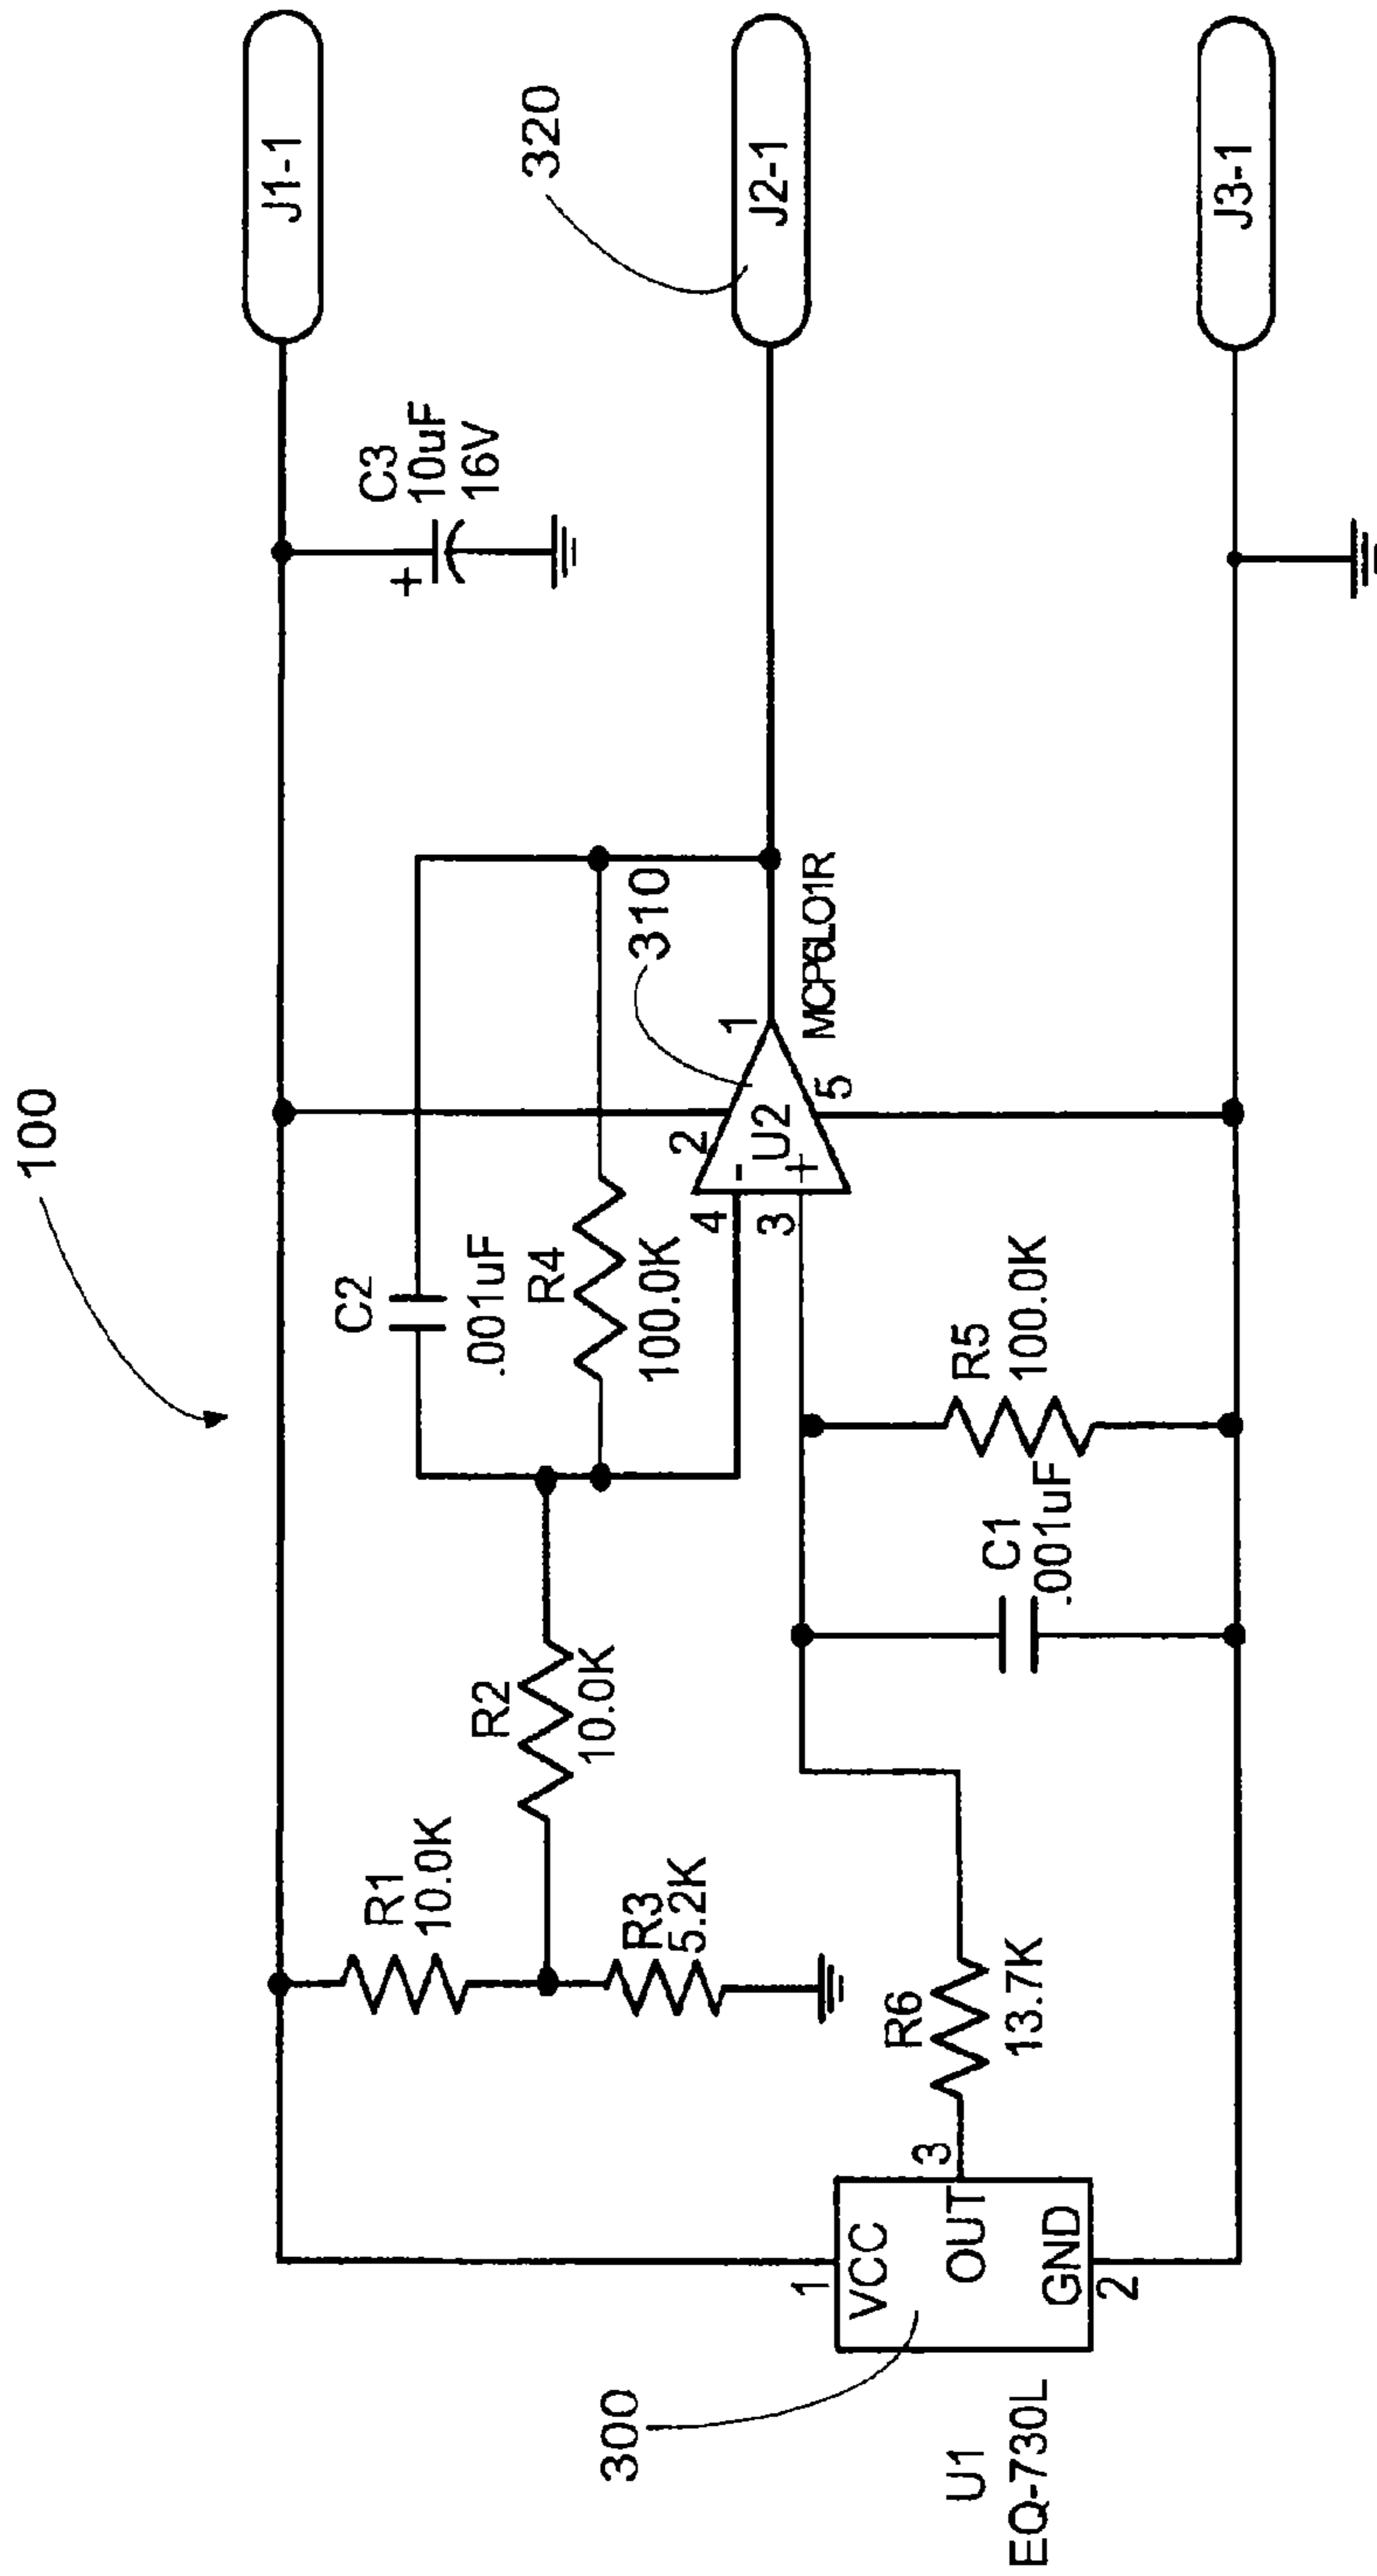 100
J1-1
C3
10uF
16V
320
J2-1
J3-1
C2
.001uF
R4
100.0K
310
2
1
4
-
U2
3
+
5
MCP6LO1R
R1
10.0K
R2
10.0K
R3
5.2K
R6
13.7K
C1
.001uF
R5
100.0K
+
300
1
VCC
3
OUT
GND
2
U1
EQ-730L